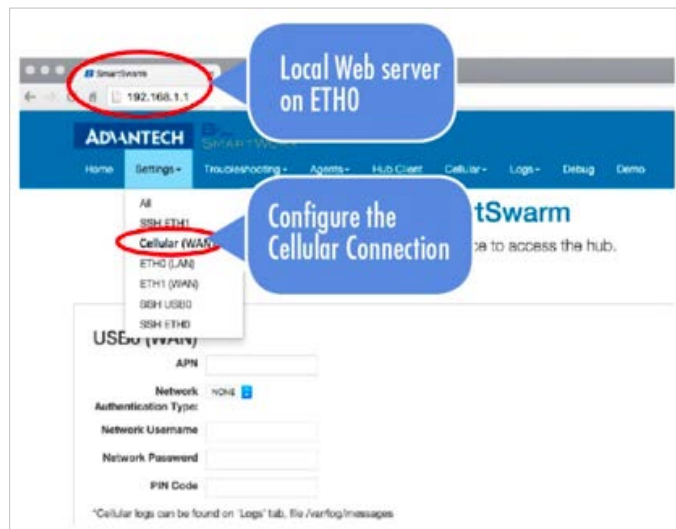 SmartSwarm
192.168.1.1
Local Web server
on ETH0
ADVANTECH
Home Settings Troubleshooting Agents Hub Client Cellular Logs Debug Demo
All
SSH ETH1
Cellular (WAN)
ETH0 (LAN)
ETH1 (WAN)
SSH USB0
SSH ETH0
Configure the
Cellular Connection
tSwarm
to access the hub.
USB0 (WAN)
APN
Network
Authentication Type:
NONE
Network Username
Network Password
PIN Code
*Cellular logs can be found on 'Logs' tab, file /var/log/messages